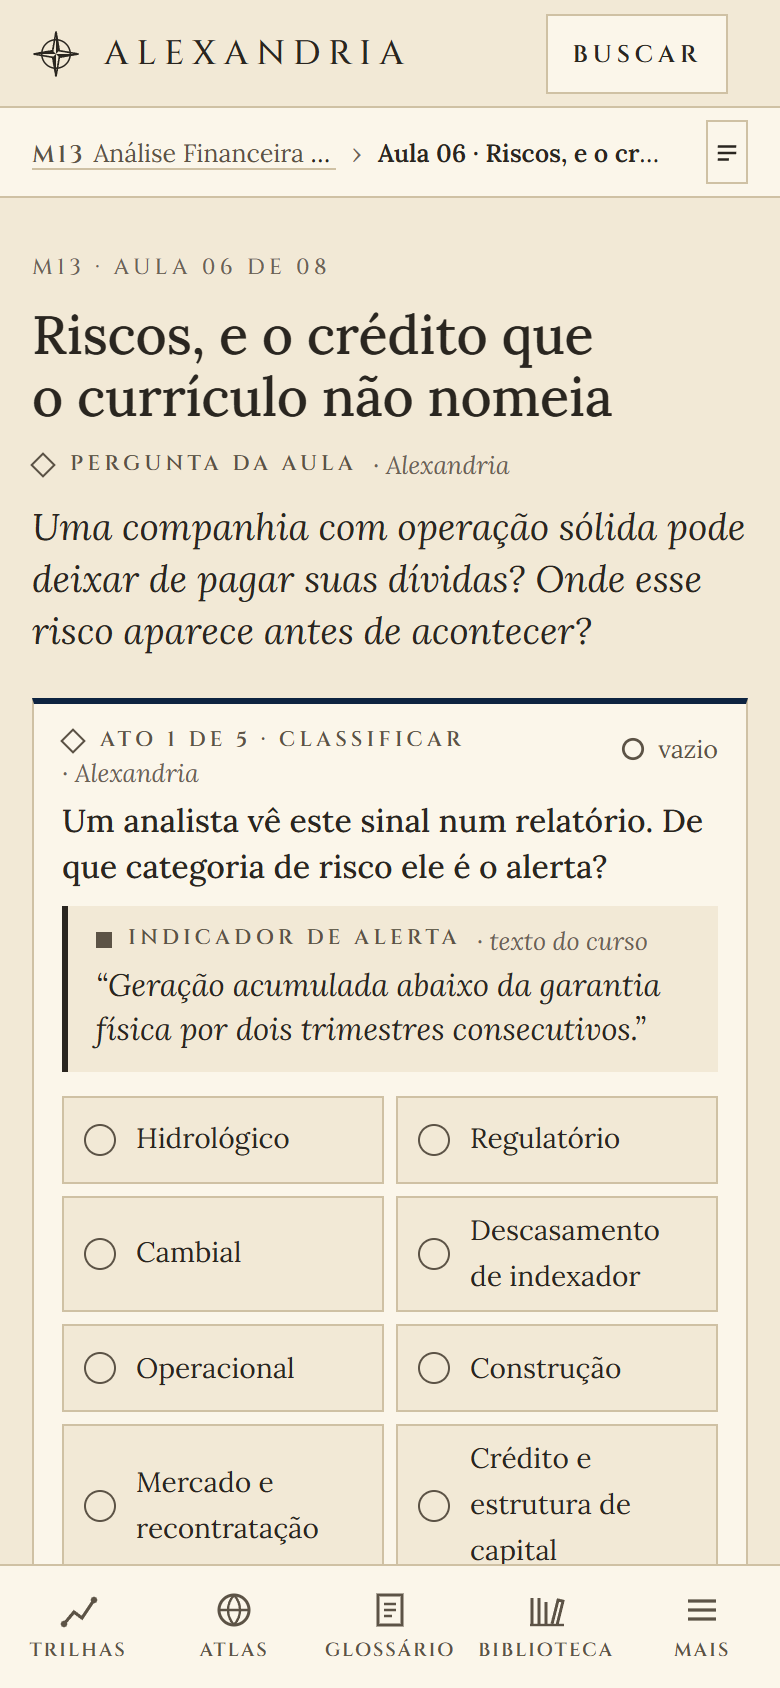 ALEXANDRIA
BUSCAR
M13 Análise Financeira ... › Aula 06 · Riscos, e o cr...
M13 · AULA 06 DE 08
Riscos, e o crédito que
o currículo não nomeia
PERGUNTA DA AULA · Alexandria
Uma companhia com operação sólida pode
deixar de pagar suas dívidas? Onde esse
risco aparece antes de acontecer?
ATO 1 DE 5 · CLASSIFICAR
· Alexandria
vazio
Um analista vê este sinal num relatório. De
que categoria de risco ele é o alerta?
INDICADOR DE ALERTA · texto do curso
“Geração acumulada abaixo da garantia
física por dois trimestres consecutivos.”
Hidrológico
Regulatório
Cambial
Descasamento
de indexador
Operacional
Construção
Mercado e
recontratação
Crédito e
estrutura de
capital
TRILHAS
ATLAS
GLOSSÁRIO
BIBLIOTECA
MAIS